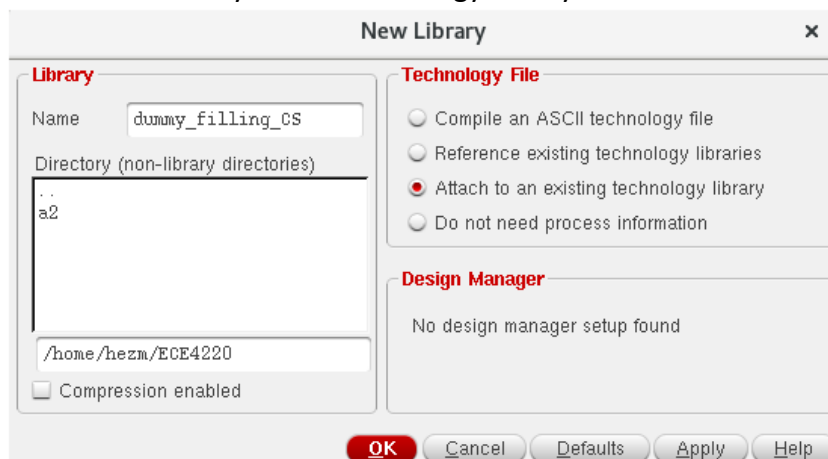 New Library
Library
Name dummy_filling_CS
Directory (non-library directories)
..
a2
/home/hezm/ECE4220
Compression enabled
Technology File
Compile an ASCII technology file
Reference existing technology libraries
Attach to an existing technology library
Do not need process information
Design Manager
No design manager setup found
OK Cancel Defaults Apply Help